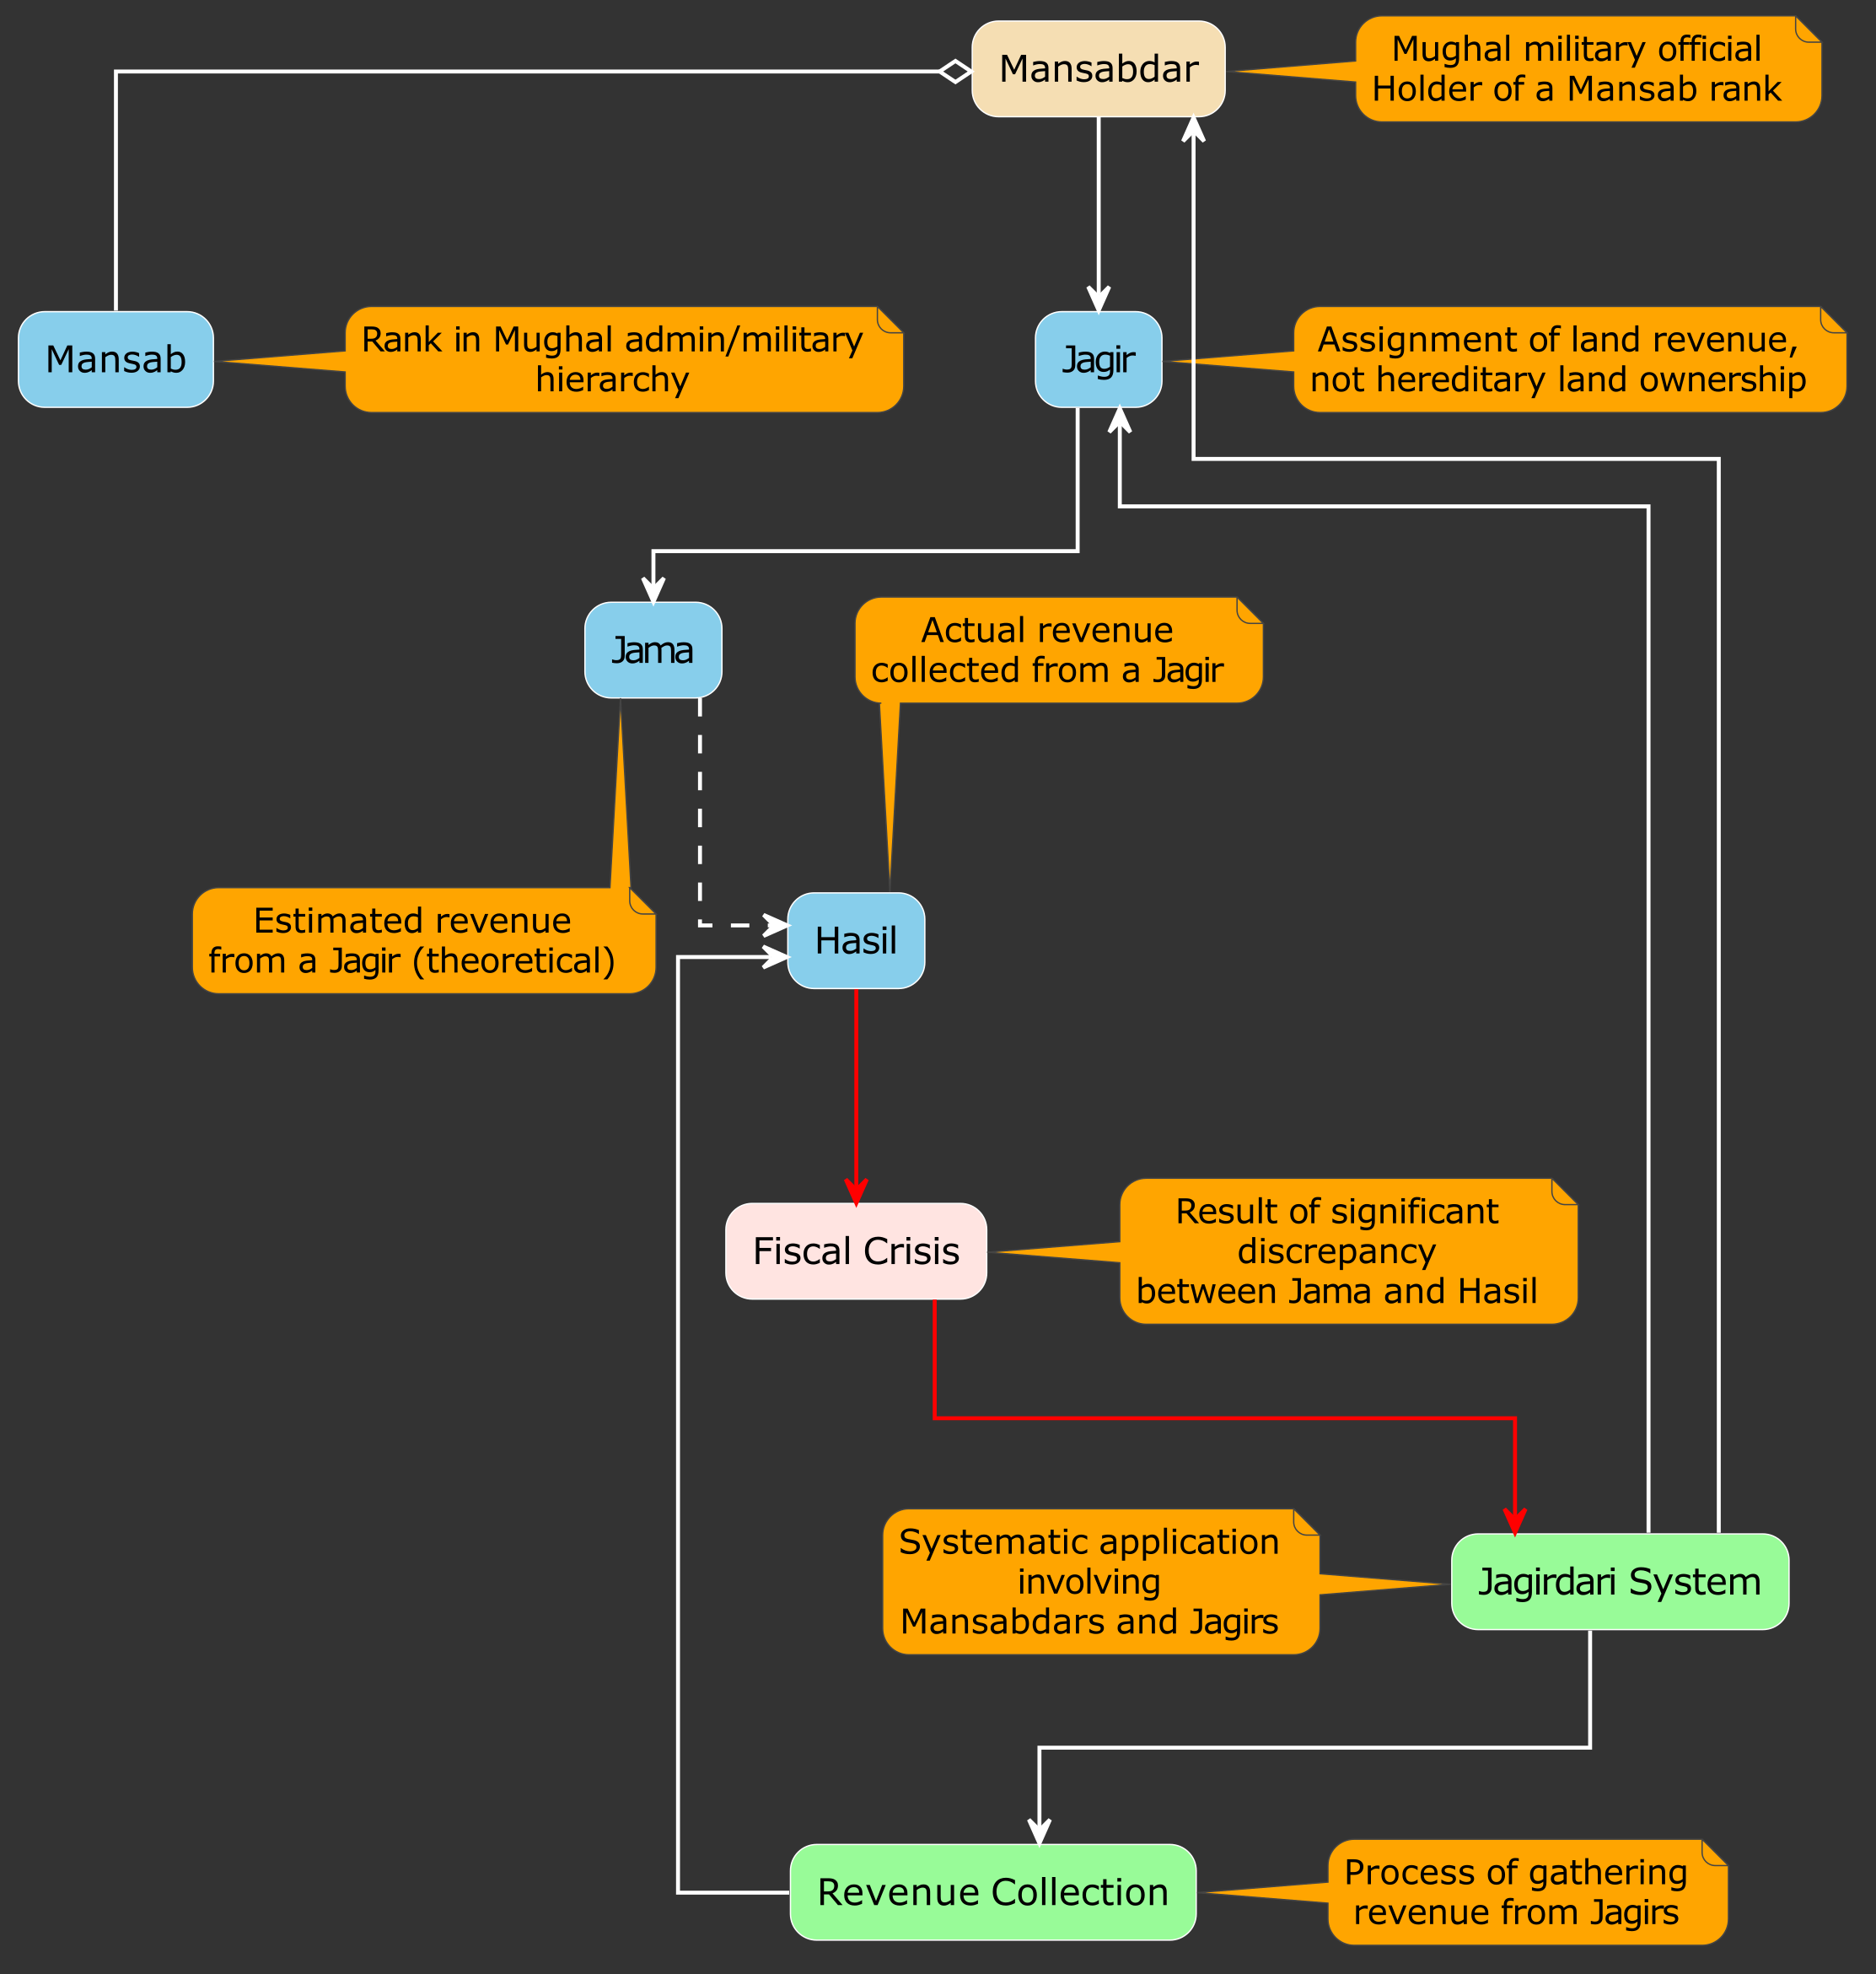 Mansabdar
Mughal military official
Holder of a Mansab rank
Mansab
Rank in Mughal admin/military
hierarchy
Jagir
Assignment of land revenue,
not hereditary land ownership
Jama
Actual revenue
collected from a Jagir
Estimated revenue
from a Jagir (theoretical)
Hasil
Fiscal Crisis
Result of significant
discrepancy
between Jama and Hasil
Systematic application
involving
Mansabdars and Jagirs
Jagirdari System
Revenue Collection
Process of gathering
revenue from Jagirs